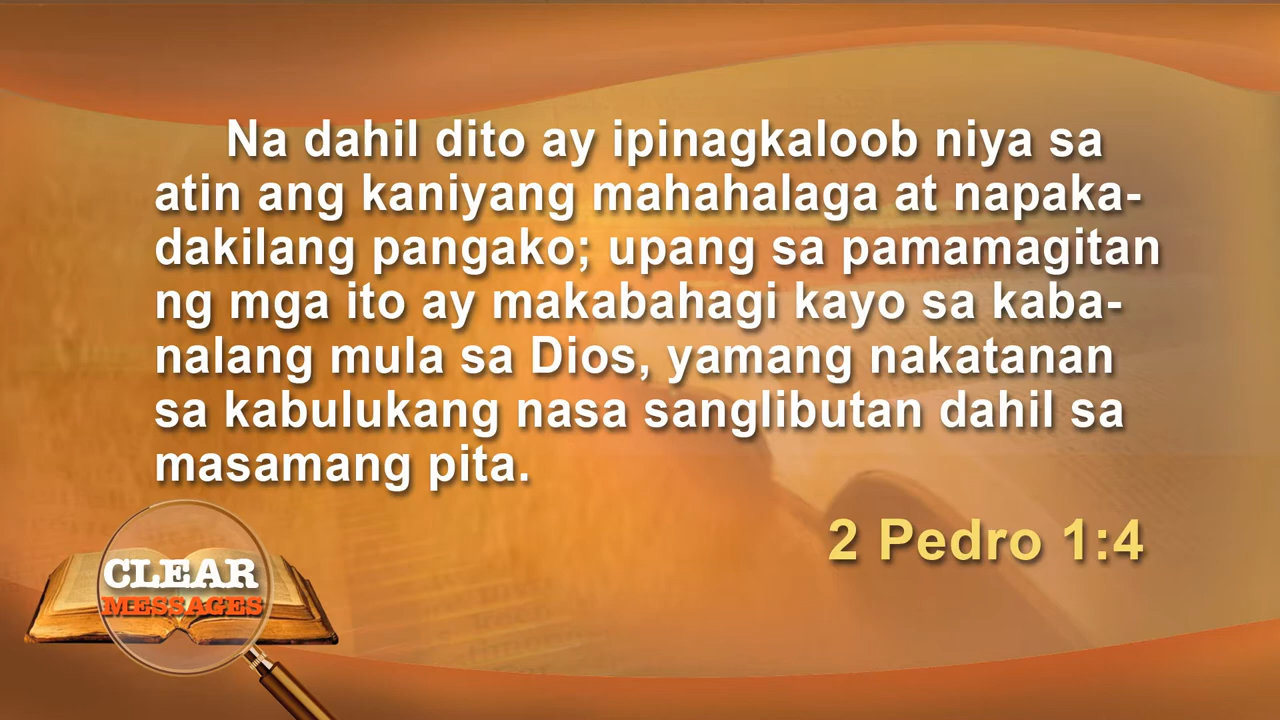 Na dahil dito ay ipinagkaloob niya sa
atin ang kaniyang mahahalaga at napaka-
dakilang pangako; upang sa pamamagitan
ng mga ito ay makabahagi kayo sa kaba-
nalang mula sa Dios, yamang nakatanan
sa kabulukang nasa sanglibutan dahil sa
masamang pita.
2 Pedro 1:4
CLEAR
MESSAGES